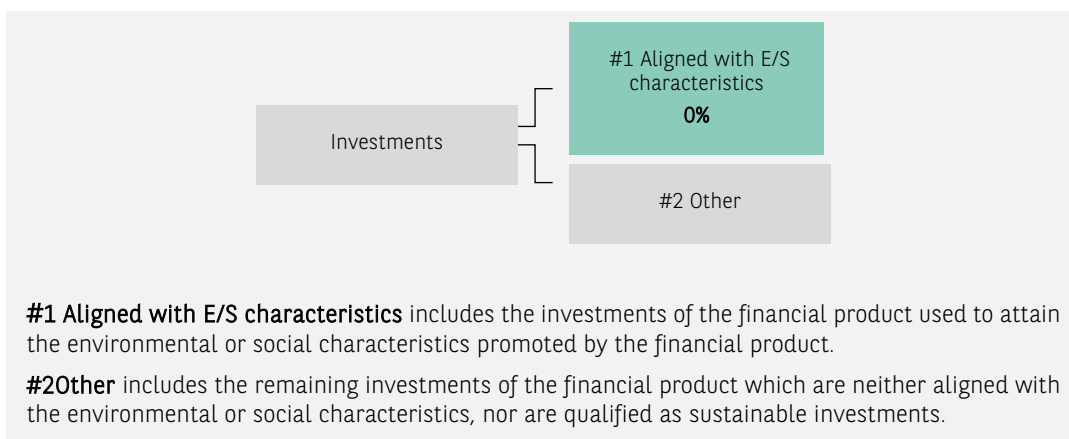 #1 Aligned with E/S
characteristics
0%
Investments
#2 Other
#1 Aligned with E/S characteristics includes the investments of the financial product used to attain
the environmental or social characteristics promoted by the financial product.
#2Other includes the remaining investments of the financial product which are neither aligned with
the environmental or social characteristics, nor are qualified as sustainable investments.